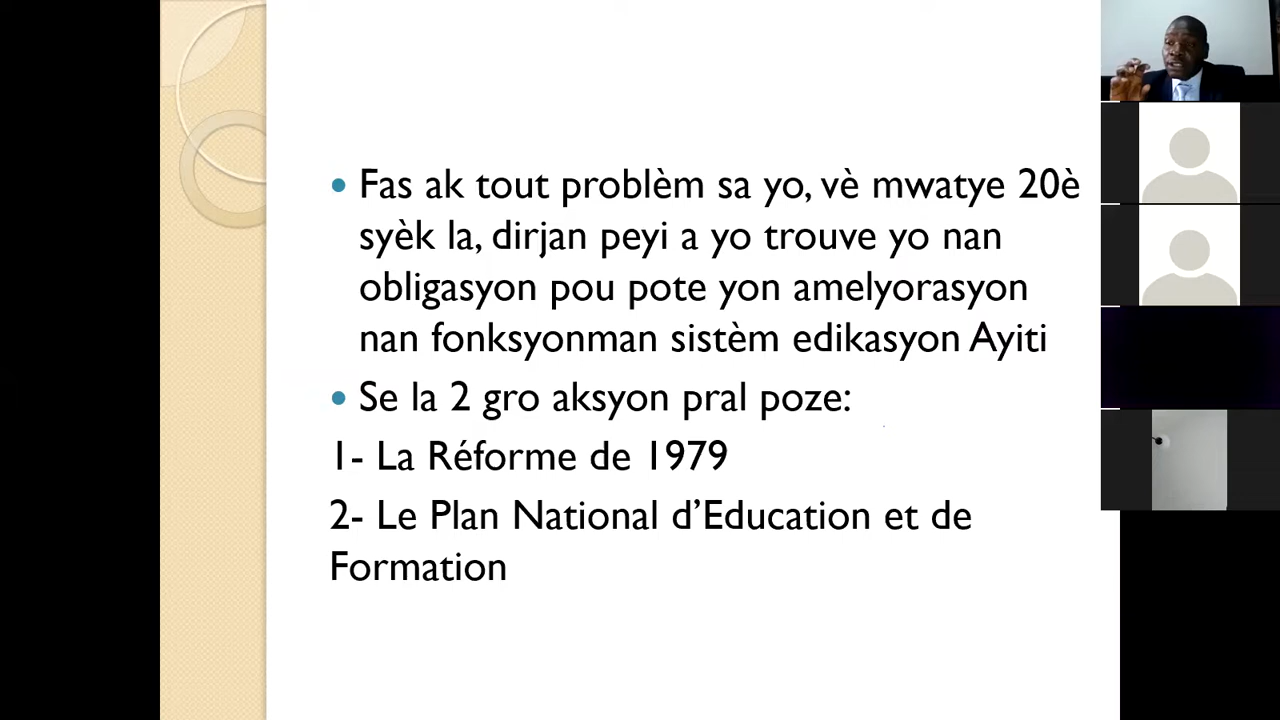 • Fas ak tout problèm sa yo, vè mwatye 20è
syèk la, dirjan peyi a yo trouve yo nan
obligasyon pou pote yon amelyorasyon
nan fonksyonman sistèm edikasyon Ayiti
• Se la 2 gro aksyon pral poze:
1- La Réforme de 1979
2- Le Plan National d’Education et de
Formation